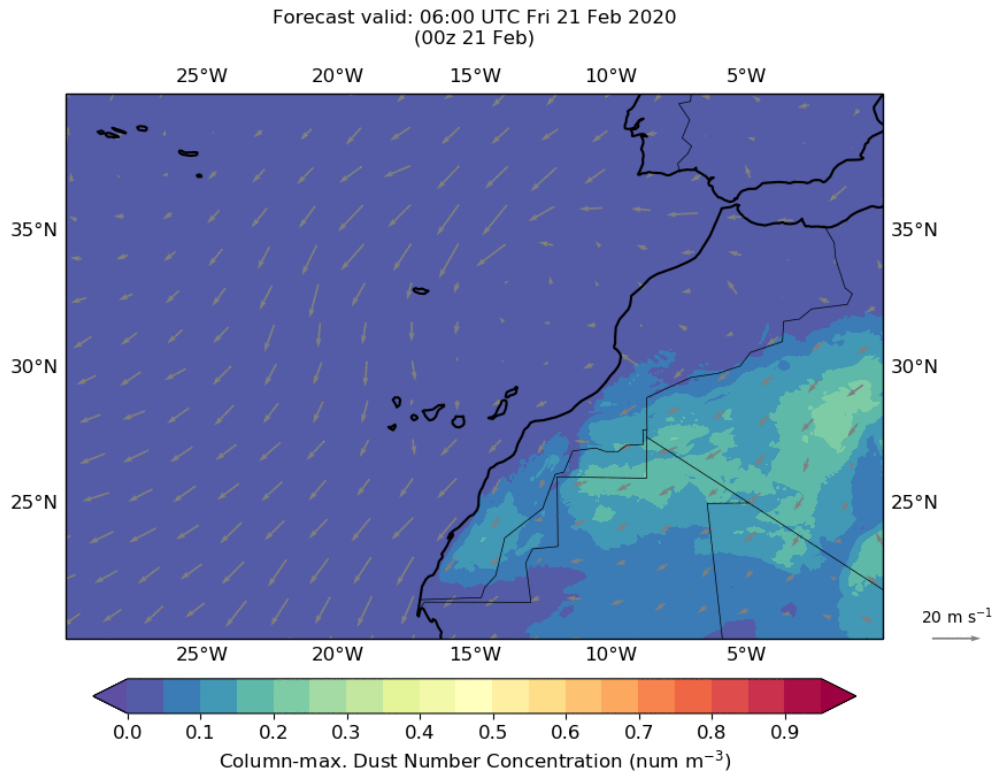 Forecast valid: 06:00 UTC Fri 21 Feb 2020
(00z 21 Feb)
25°W 20°W 15°W 10°W 5°W
35°N 35°N
30°N 30°N
25°N 25°N
20 m s⁻¹
25°W 20°W 15°W 10°W 5°W
0.0 0.1 0.2 0.3 0.4 0.5 0.6 0.7 0.8 0.9
Column-max. Dust Number Concentration (num m⁻³)